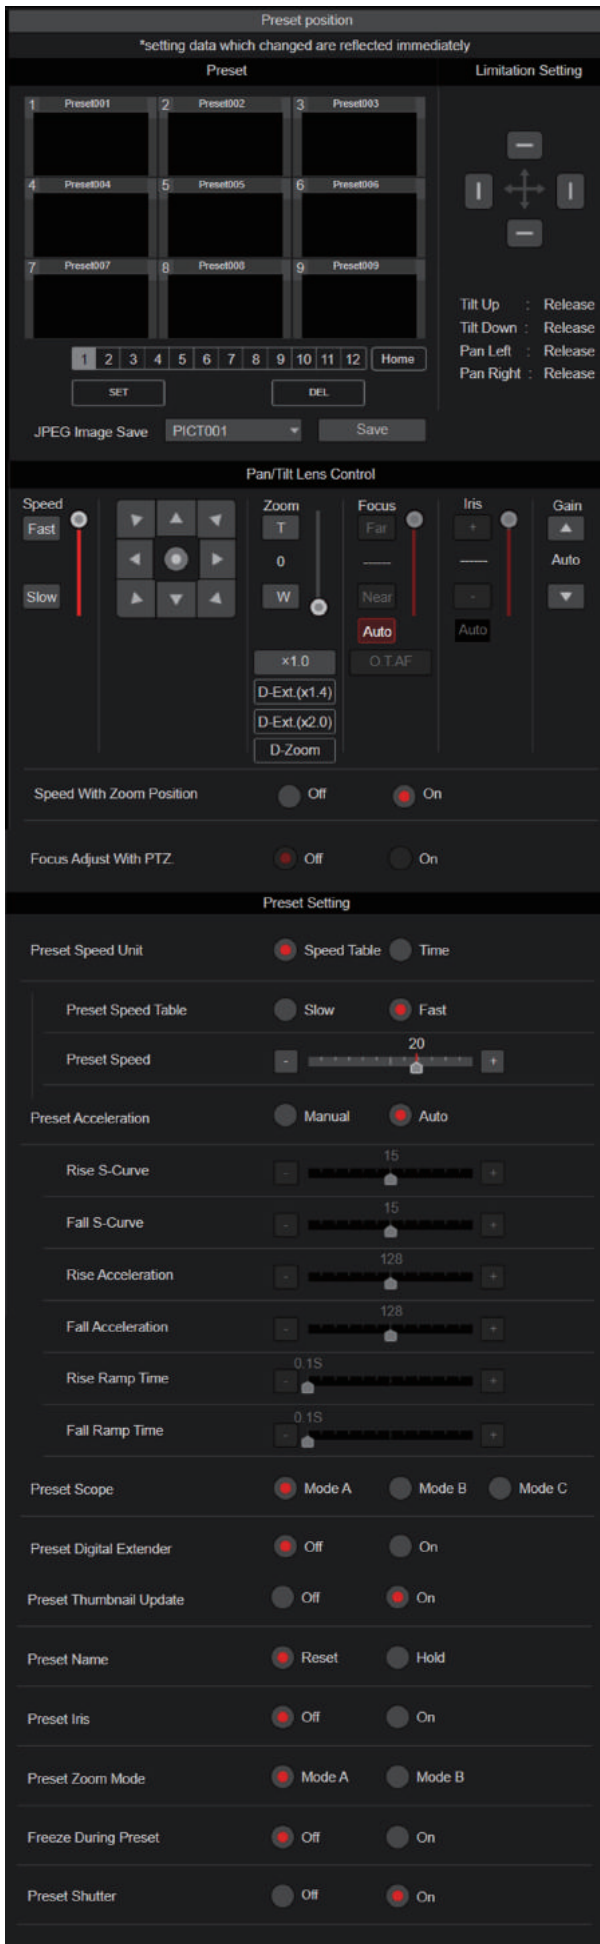 Preset position
*setting data which changed are reflected immediately
Preset
Limitation Setting
1 Preset001 2 Preset002 3 Preset003
4 Preset004 5 Preset005 6 Preset006
7 Preset007 8 Preset008 9 Preset009
1 2 3 4 5 6 7 8 9 10 11 12 Home
SET DEL
JPEG Image Save PICT001 Save
Tilt Up : Release
Tilt Down : Release
Pan Left : Release
Pan Right : Release
Pan/Tilt Lens Control
Speed Zoom Focus Iris Gain
Fast T Far +
0 ------ ------ Auto
Slow W Near -
Auto Auto
×1.0 O.T.AF
D-Ext.(x1.4)
D-Ext.(x2.0)
D-Zoom
Speed With Zoom Position Off On
Focus Adjust With PTZ. Off On
Preset Setting
Preset Speed Unit Speed Table Time
Preset Speed Table Slow Fast
20
Preset Speed - +
Preset Acceleration Manual Auto
15
Rise S-Curve - +
15
Fall S-Curve - +
128
Rise Acceleration - +
128
Fall Acceleration - +
0.1S
Rise Ramp Time - +
0.1S
Fall Ramp Time - +
Preset Scope Mode A Mode B Mode C
Preset Digital Extender Off On
Preset Thumbnail Update Off On
Preset Name Reset Hold
Preset Iris Off On
Preset Zoom Mode Mode A Mode B
Freeze During Preset Off On
Preset Shutter Off On